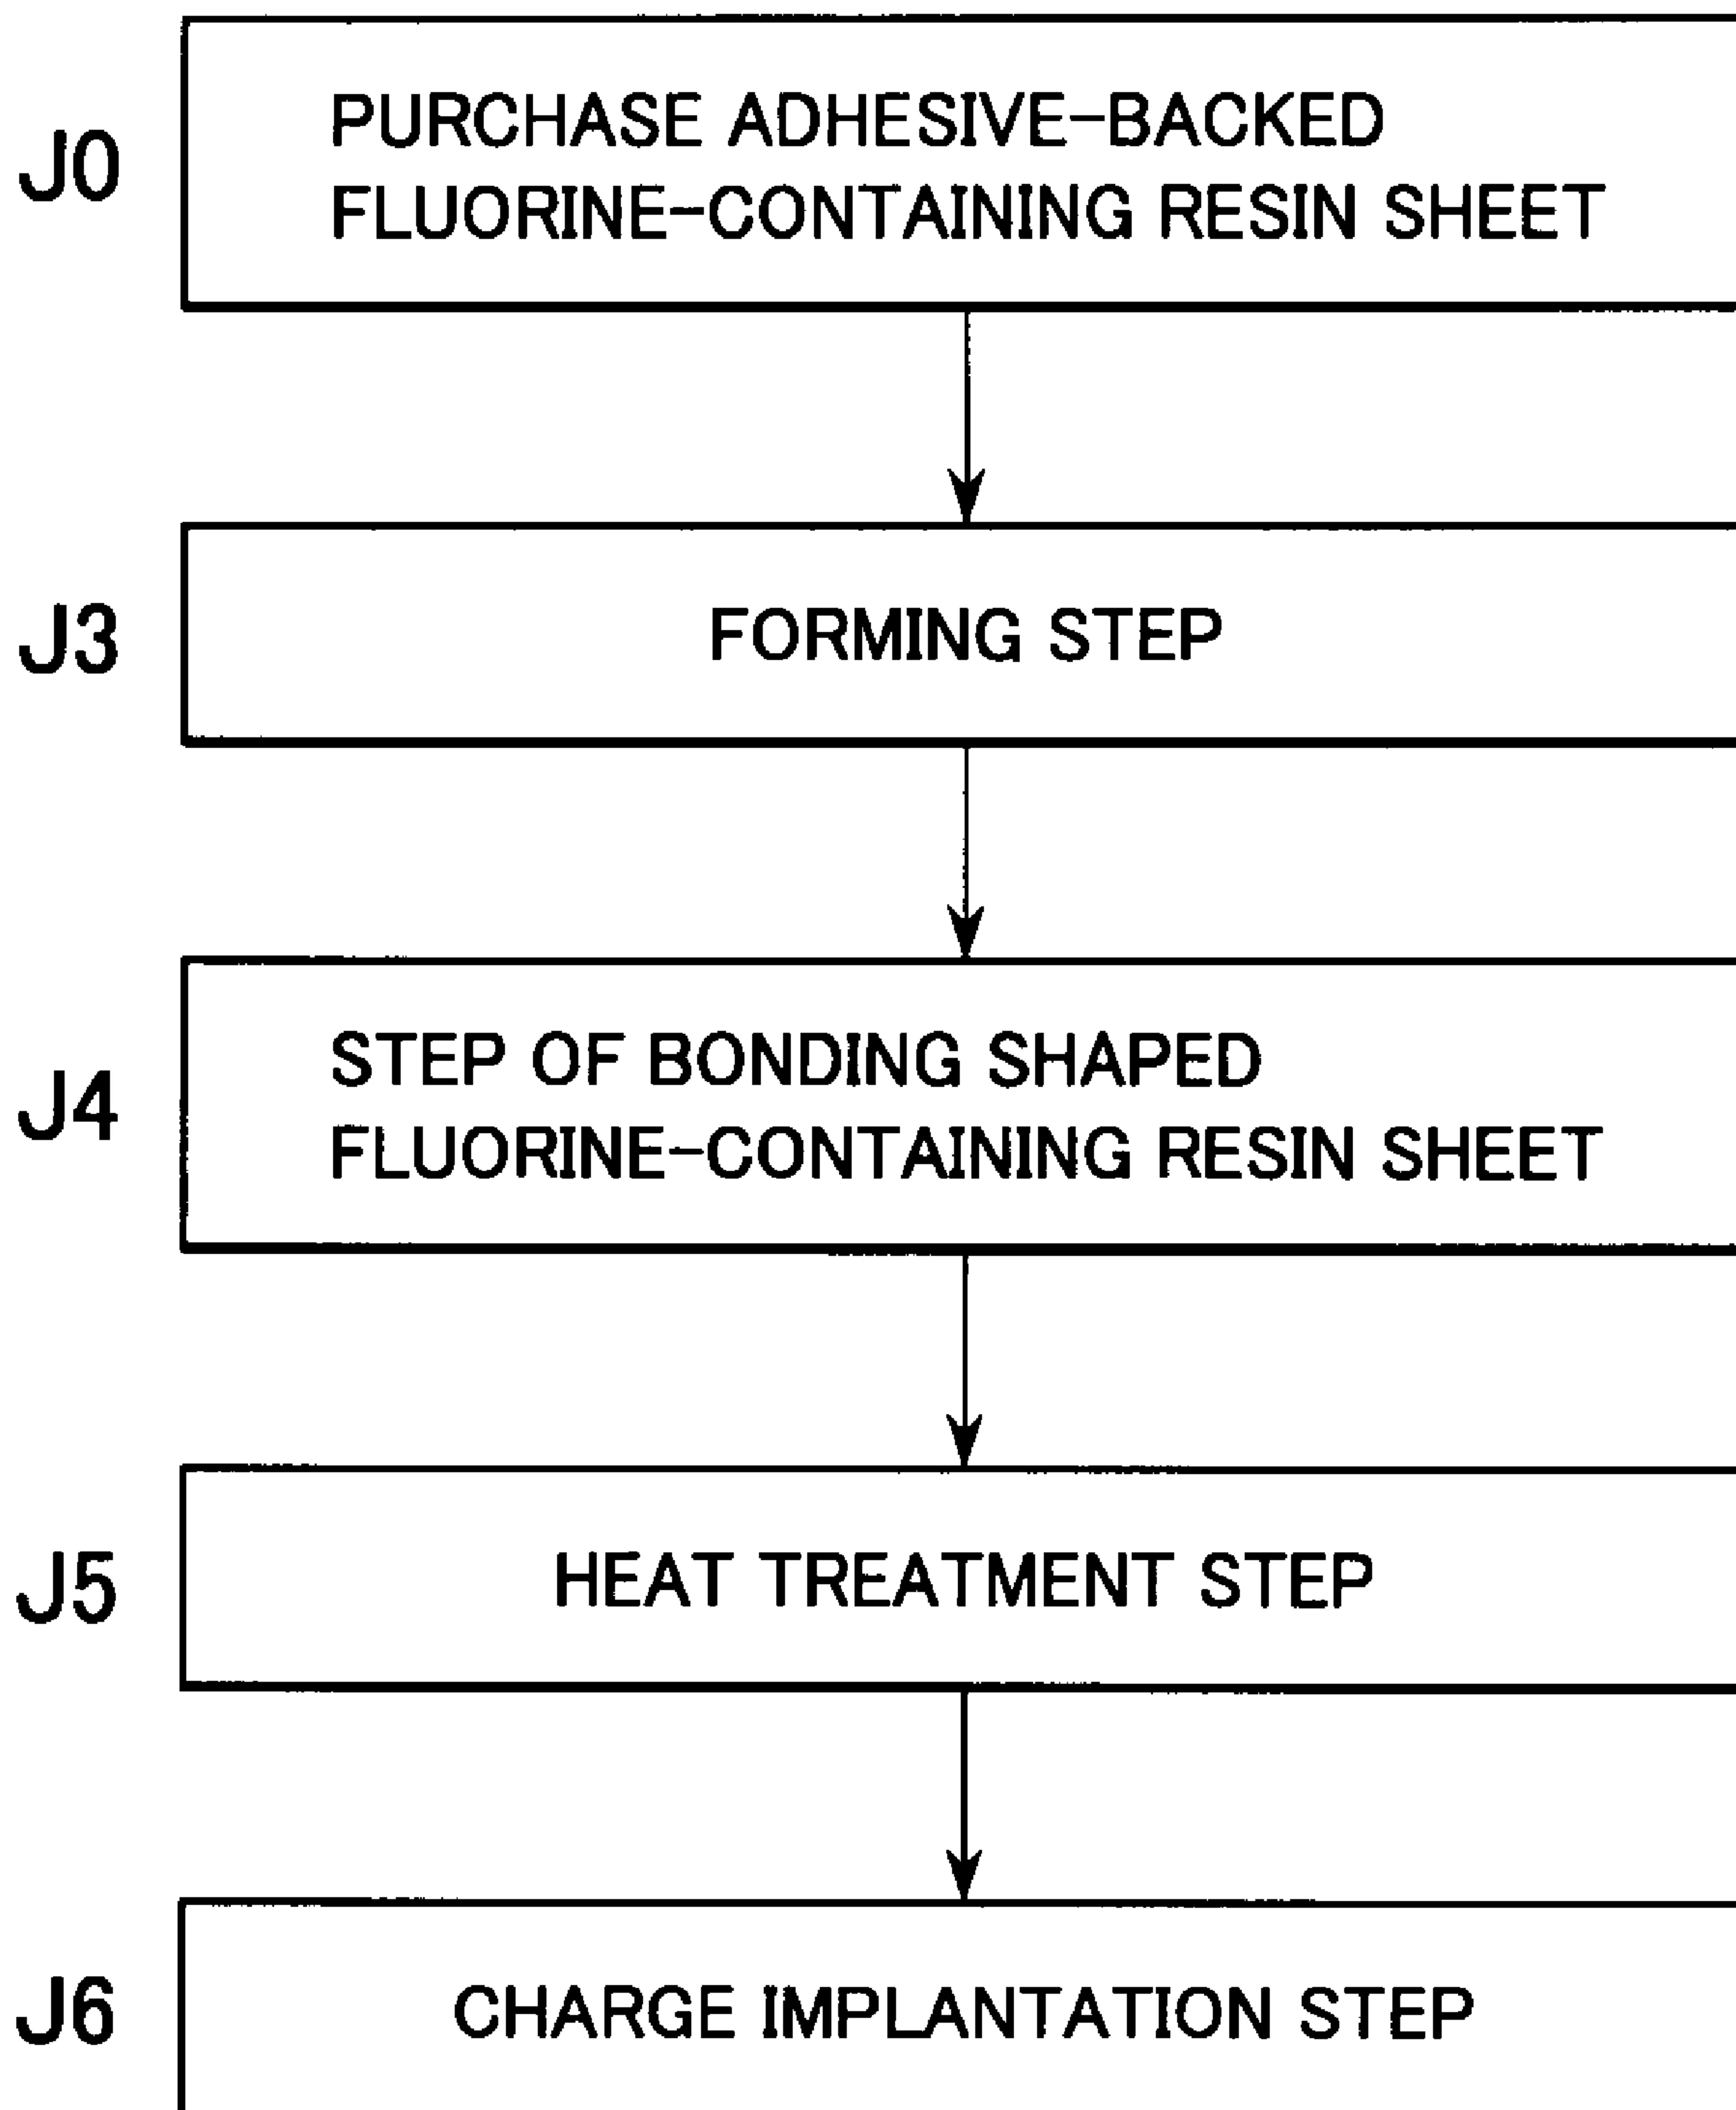 J0
PURCHASE ADHESIVE-BACKED
FLUORINE-CONTAINING RESIN SHEET
J3
FORMING STEP
J4
STEP OF BONDING SHAPED
FLUORINE-CONTAINING RESIN SHEET
J5
HEAT TREATMENT STEP
J6
CHARGE IMPLANTATION STEP